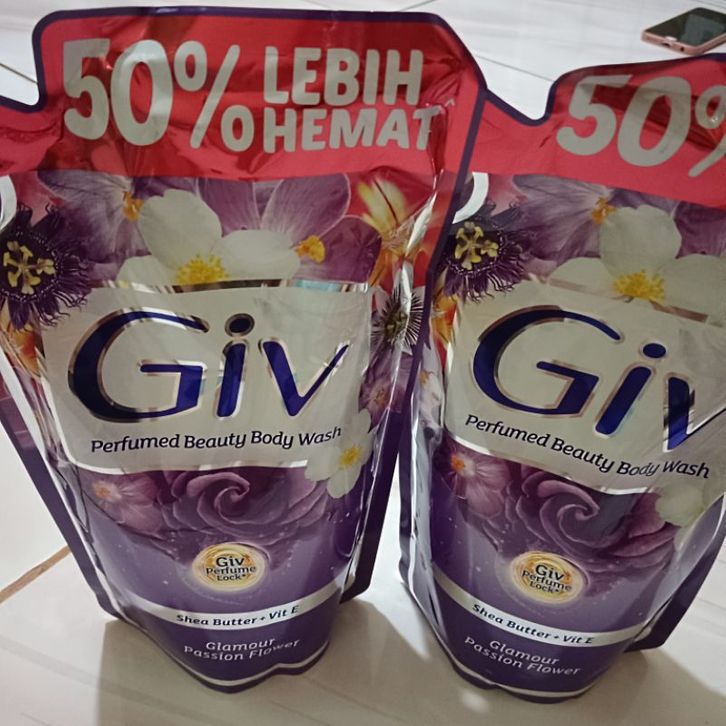 50% LEBIH
HEMAT^
Giv
Perfumed Beauty Body Wash
Giv
Perfume
Lock+
Shea Butter + Vit E
Glamour
Passion Flower
50%
Giv
Perfumed Beauty Body Wash
Giv
Perfume
Lock+
Shea Butter + Vit E
Glamour
Passion Flower